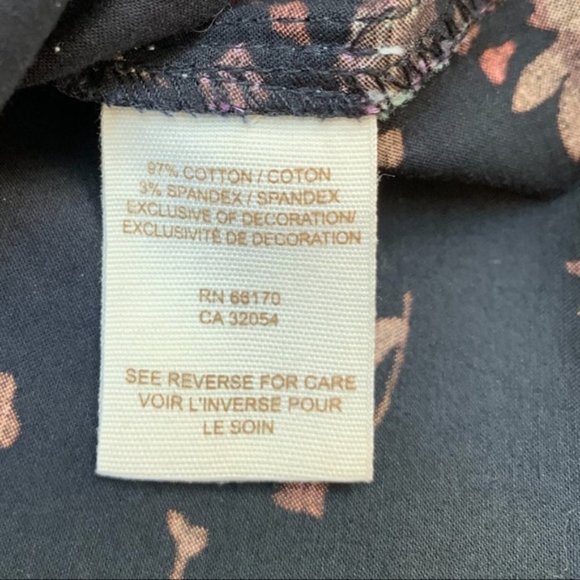 97% COTTON / COTON
3% SPANDEX / SPANDEX
EXCLUSIVE OF DECORATION/
EXCLUSIVITÉ DE DECORATION
RN 66170
CA 32054
SEE REVERSE FOR CARE
VOIR L'INVERSE POUR
LE SOIN